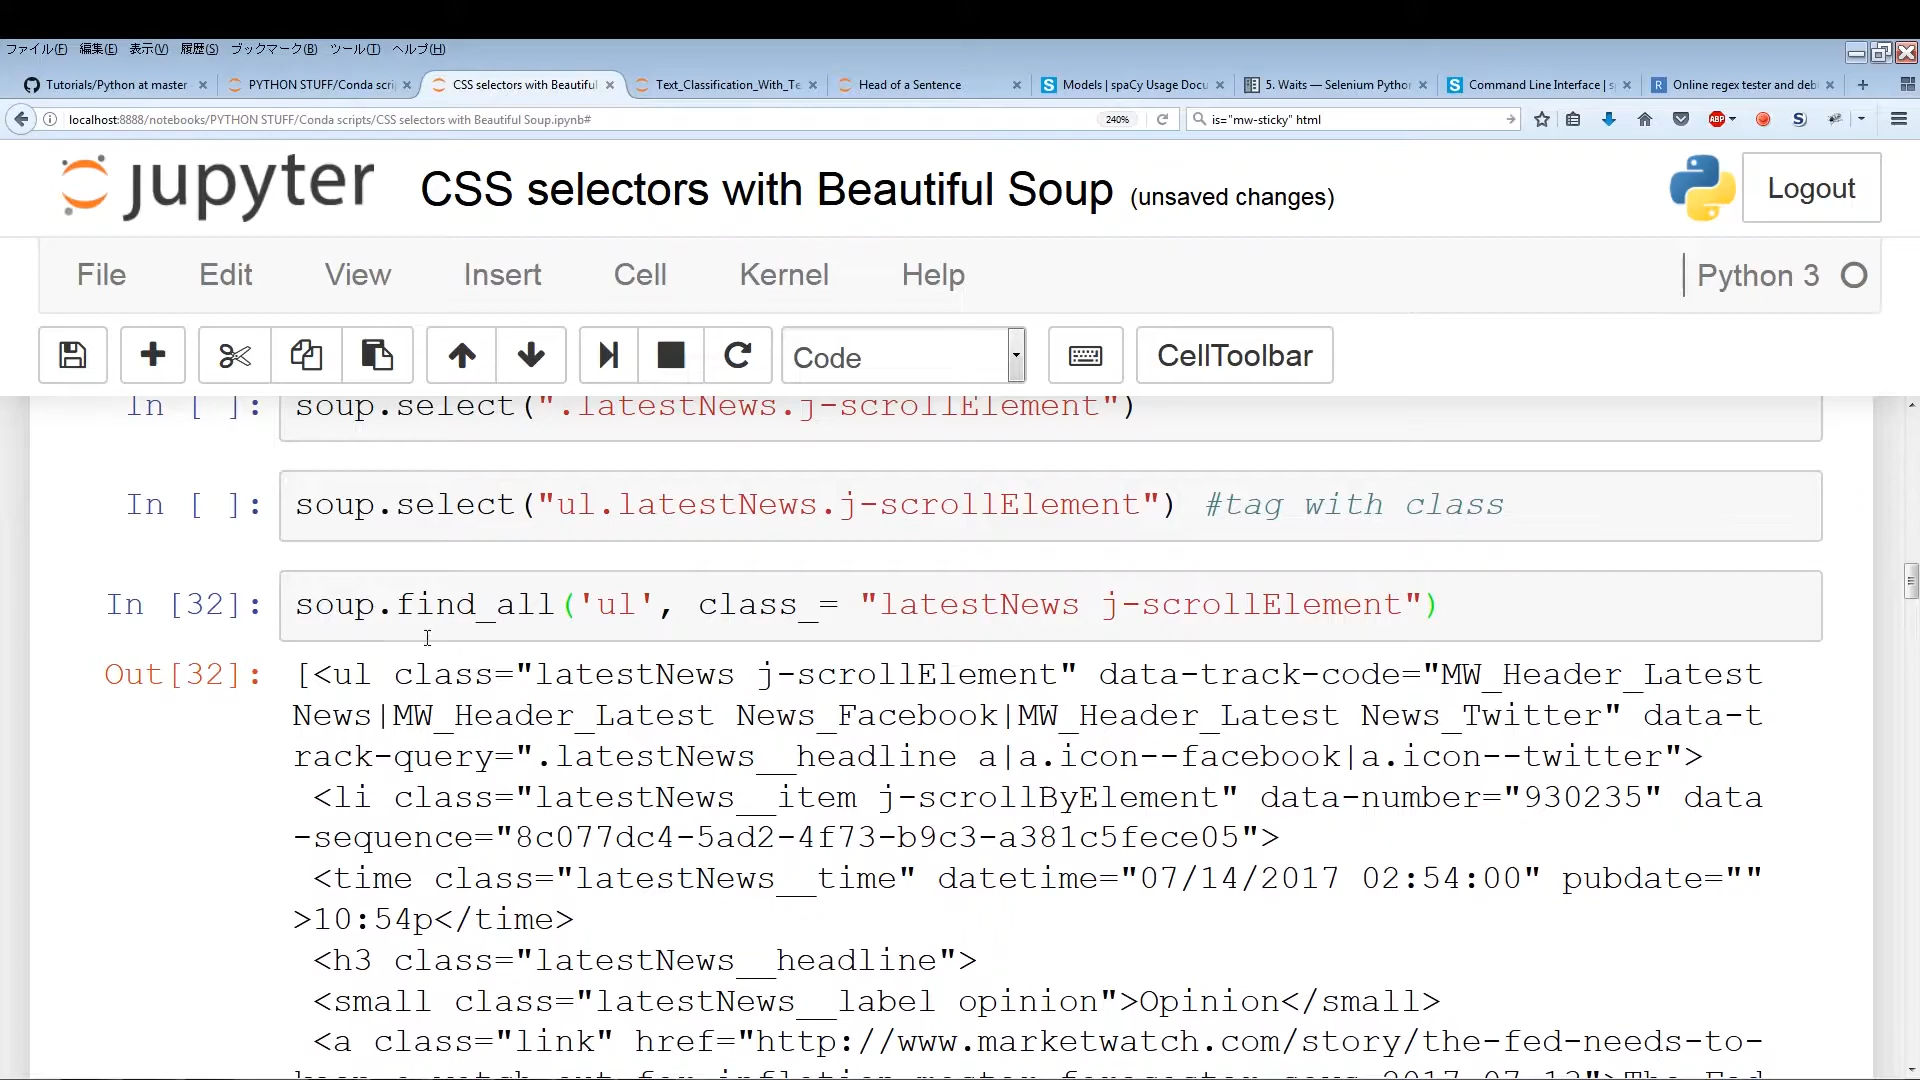 ファイル(F) 編集(E) 表示(V) 履歴(S) ブックマーク(B) ツール(T) ヘルプ(H)
Tutorials/Python at master PYTHON STUFF/Conda scri CSS selectors with Beautiful Text_Classification_With_Te Head of a Sentence Models | spaCy Usage Docu 5. Waits — Selenium Python Command Line Interface | s Online regex tester and deb
localhost:8888/notebooks/PYTHON STUFF/Conda scripts/CSS selectors with Beautiful Soup.ipynb# 240% is="mw-sticky" html ABP
jupyter CSS selectors with Beautiful Soup (unsaved changes) Logout
File Edit View Insert Cell Kernel Help Python 3
Code CellToolbar
In [ ]: soup.select(".latestNews.j-scrollElement")
In [ ]: soup.select("ul.latestNews.j-scrollElement") #tag with class
In [32]: soup.find_all('ul', class_= "latestNews j-scrollElement")
Out[32]: [<ul class="latestNews j-scrollElement" data-track-code="MW_Header_Latest
News|MW_Header_Latest News_Facebook|MW_Header_Latest News_Twitter" data-t
rack-query=".latestNews__headline a|a.icon--facebook|a.icon--twitter">
<li class="latestNews__item j-scrollByElement" data-number="930235" data
-sequence="8c077dc4-5ad2-4f73-b9c3-a381c5fece05">
<time class="latestNews__time" datetime="07/14/2017 02:54:00" pubdate=""
>10:54p</time>
<h3 class="latestNews__headline">
<small class="latestNews__label opinion">Opinion</small>
<a class="link" href="http://www.marketwatch.com/story/the-fed-needs-to-